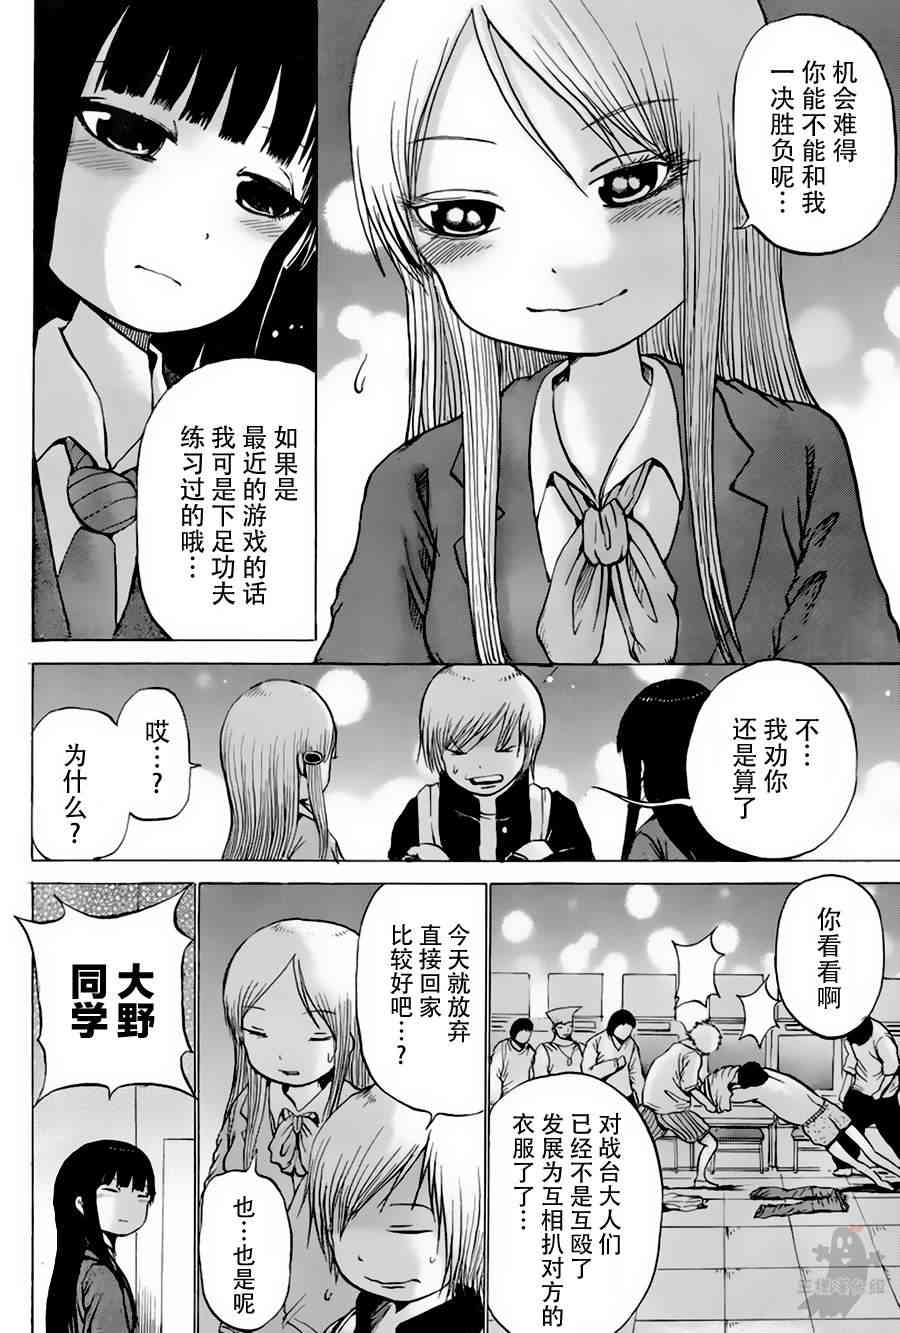 机会难得
你能不能和我
一决胜负呢…
如果是
最近的游戏的话
我可是下足功夫
练习过的哦…
不…
我劝你
还是算了
哎…?
为什么?
你看看啊
对战台大人们
已经不是互殴了
发展为互相扒对方的
衣服了了…
今天就放弃
直接回家
比较好吧…?
也…也是呢
大野
同学